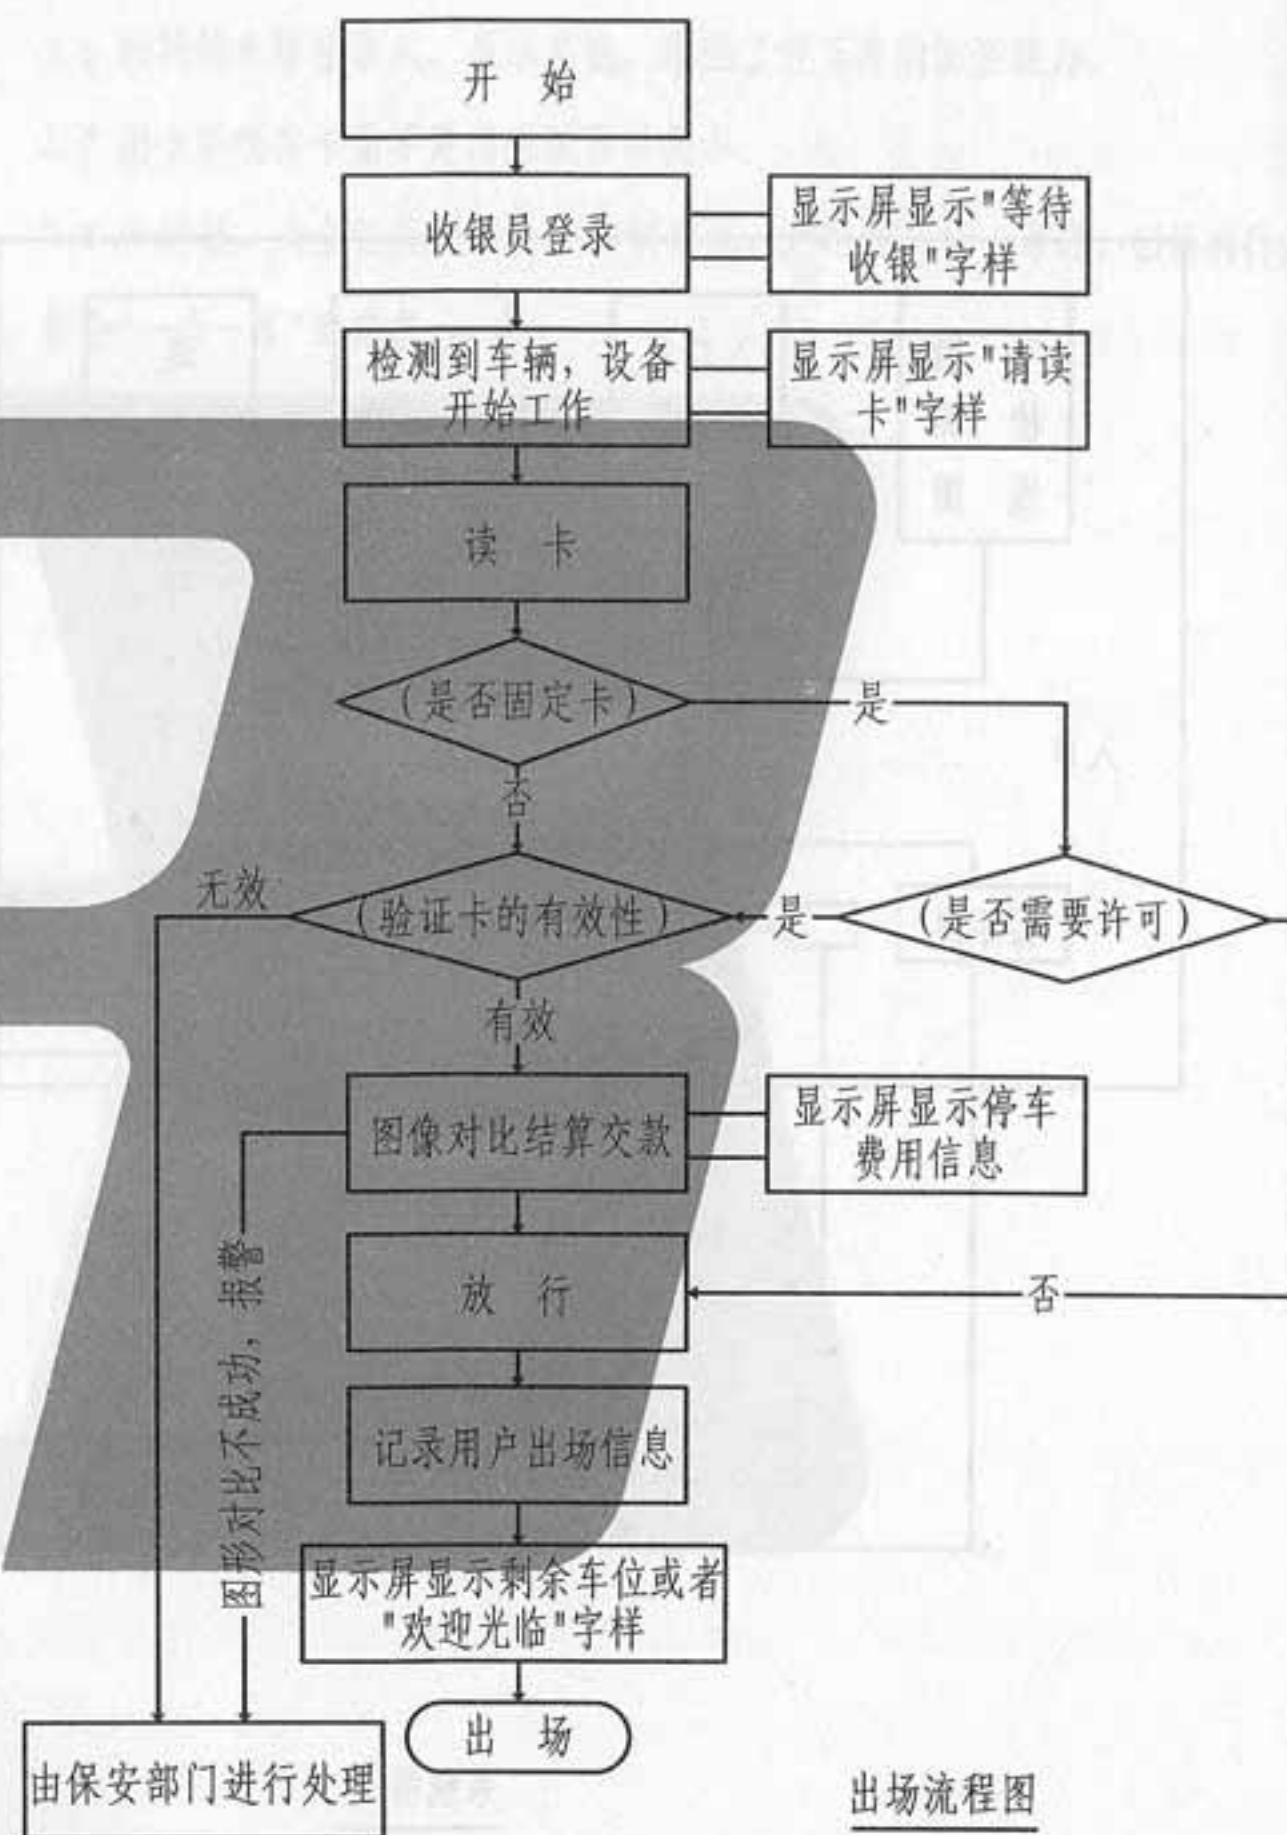 开 始
收银员登录
显示屏显示"等待
收银"字样
检测到车辆，设备
开始工作
显示屏显示"请读
卡"字样
读 卡
（是否固定卡）
是
否
无效
（验证卡的有效性）
是
（是否需要许可）
有效
图像对比结算交款
显示屏显示停车
费用信息
图形对比不成功，报警
放 行
否
记录用户出场信息
显示屏显示剩余车位或者
"欢迎光临"字样
出 场
由保安部门进行处理
出场流程图